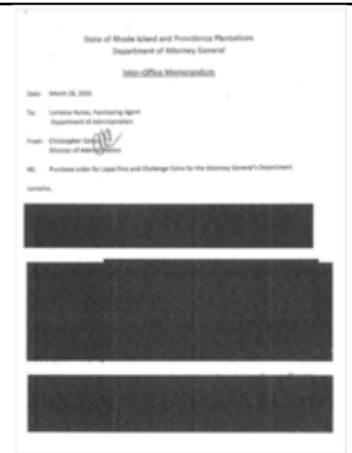 State of Rhode Island and Providence Plantations
Department of Attorney General
Inter-Office Memorandum
Date: March 28, 2010
To: Lorraine Hynes, Purchasing Agent
Department of Administration
From: Christopher
Director of Administration
RE: Purchase order for Lapel Pins and Challenge Coins for the Attorney General's Department
Lorraine,